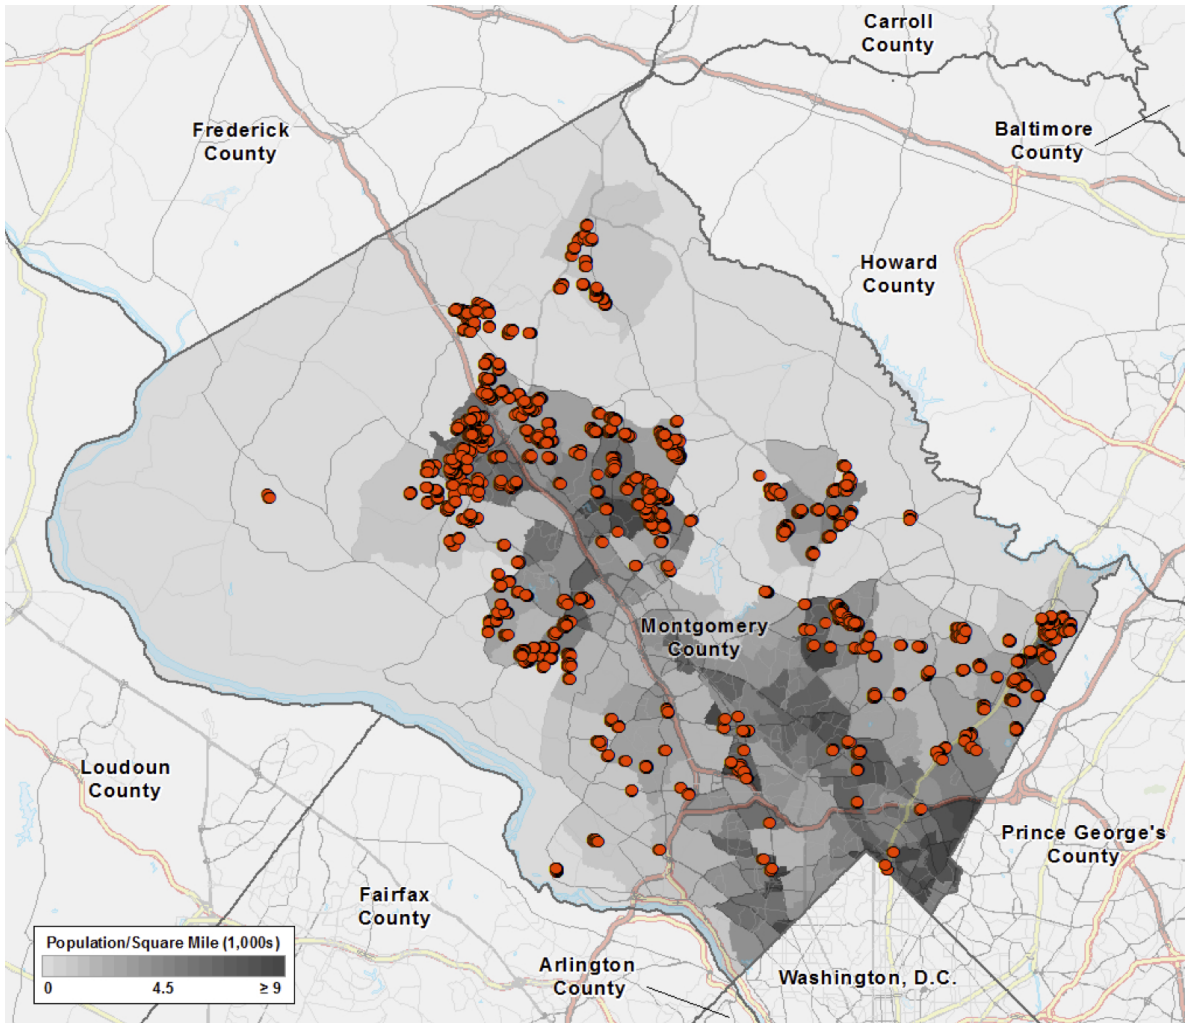 Carroll
County
Frederick
County
Baltimore
County
Howard
County
Montgomery
County
Loudoun
County
Prince George's
County
Fairfax
County
Arlington
County
Washington, D.C.
Population/Square Mile (1,000s)
0 4.5 ≥ 9